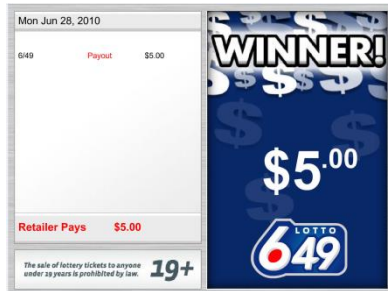 Mon Jun 28, 2010
6/49 Payout $5.00
Retailer Pays $5.00
The sale of lottery tickets to anyone
under 19 years is prohibited by law.
19+
WINNER!
$5.00
LOTTO
649